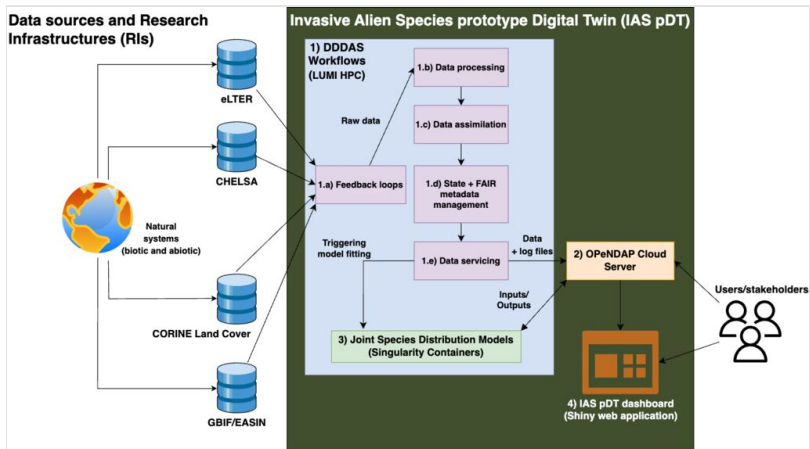 Data sources and Research
Infrastructures (RIs)
Invasive Alien Species prototype Digital Twin (IAS pDT)
eLTER
CHELSA
Natural
systems
(biotic and abiotic)
CORINE Land Cover
GBIF/EASIN
1) DDDAS
Workflows
(LUMI HPC)
1.b) Data processing
Raw data
1.c) Data assimilation
1.a) Feedback loops
1.d) State + FAIR
metadata
management
Triggering
model fitting
1.e) Data servicing
Data
+ log files
2) OPeNDAP Cloud
Server
Inputs/
Outputs
3) Joint Species Distribution Models
(Singularity Containers)
Users/stakeholders
4) IAS pDT dashboard
(Shiny web application)